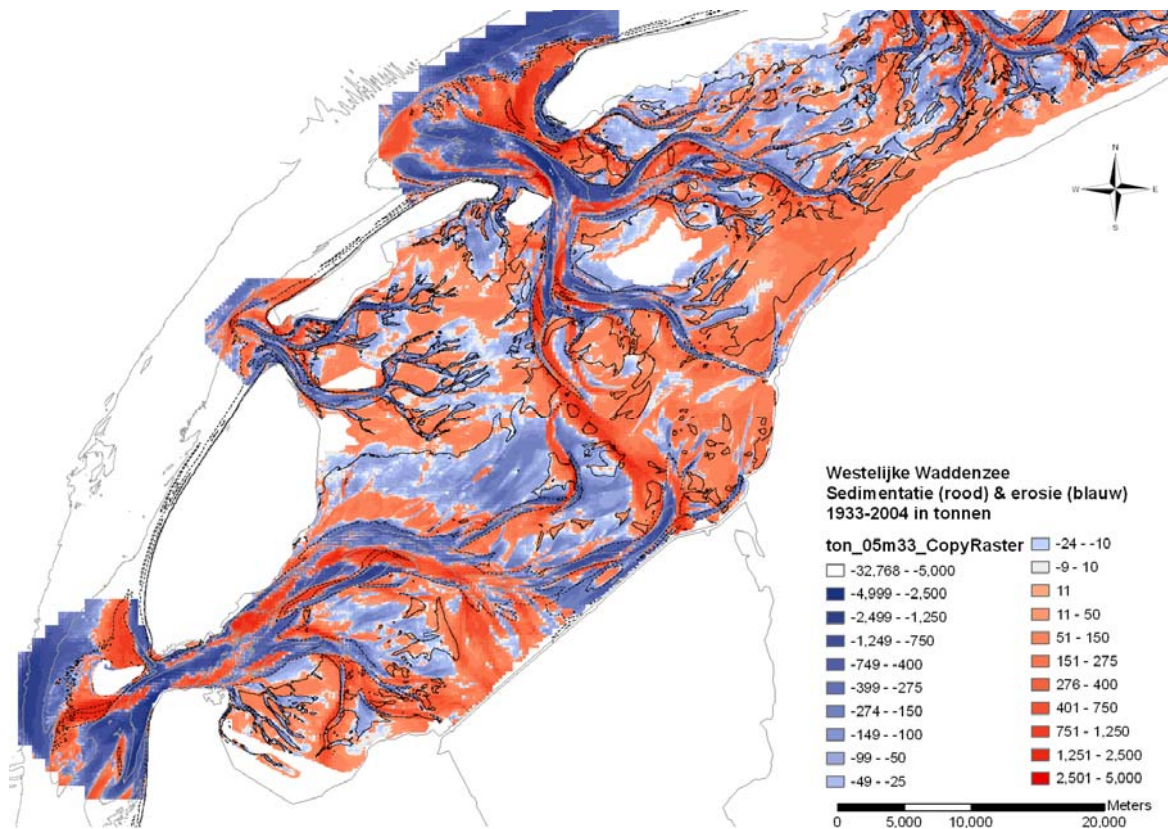 N
W E
S
Westelijke Waddenzee
Sedimentatie (rood) & erosie (blauw)
1933-2004 in tonnen
ton_05m33_CopyRaster
-32,768 - -5,000
-4,999 - -2,500
-2,499 - -1,250
-1,249 - -750
-749 - -400
-399 - -275
-274 - -150
-149 - -100
-99 - -50
-49 - -25
-24 - -10
-9 - 10
11
11 - 50
51 - 150
151 - 275
276 - 400
401 - 750
751 - 1,250
1,251 - 2,500
2,501 - 5,000
Meters
0 5,000 10,000 20,000